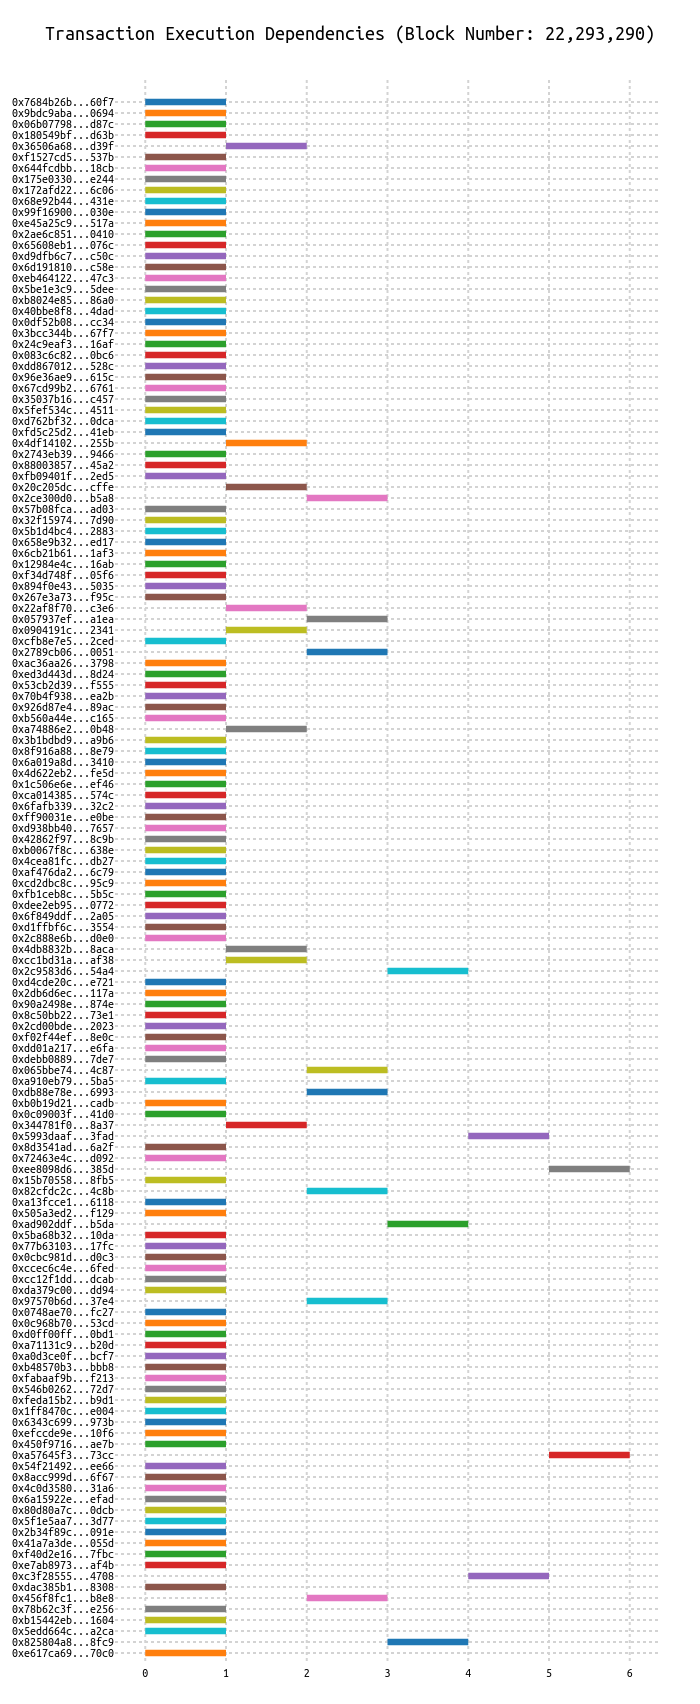 Transaction Execution Dependencies (Block Number: 22,293,290)
0x7684b26b...60f7
0x9bdc9aba...0694
0x06b07798...d87c
0x180549bf...d63b
0x36506a68...d39f
0xf1527cd5...537b
0x644fcdbb...18cb
0x175e0330...e244
0x172afd22...6c06
0x68e92b44...431e
0x99f16900...030e
0xe45a25c9...517a
0x2ae6c851...0410
0x65608eb1...076c
0xd9dfb6c7...c50c
0x6d191810...c58e
0xeb464122...47c3
0x5be1e3c9...5dee
0xb8024e85...86a0
0x40bbe8f8...4dad
0x0df52b08...cc34
0x3bcc344b...67f7
0x24c9eaf3...16af
0x083c6c82...0bc6
0xdd867012...528c
0x96e36ae9...615c
0x67cd99b2...6761
0x35037b16...c457
0x5fef534c...4511
0xd762bf32...0dca
0xfd5c25d2...41eb
0x4df14102...255b
0x2743eb39...9466
0x88003857...45a2
0xfb09401f...2ed5
0x20c205dc...cffe
0x2ce300d0...b5a8
0x57b08fca...ad03
0x32f15974...7d90
0x5b1d4bc4...2883
0x658e9b32...ed17
0x6cb21b61...1af3
0x12984e4c...16ab
0xf34d748f...05f6
0x894f0e43...5035
0x267e3a73...f95c
0x22af8f70...c3e6
0x057937ef...a1ea
0x0904191c...2341
0xcfb8e7e5...2ced
0x2789cb06...0051
0xac36aa26...3798
0xed3d443d...8d24
0x53cb2d39...f555
0x70b4f938...ea2b
0x926d87e4...89ac
0xb560a44e...c165
0xa74886e2...0b48
0x3b1bdbd9...a9b6
0x8f916a88...8e79
0x6a019a8d...3410
0x4d622eb2...fe5d
0x1c506e6e...ef46
0xca014385...574c
0x6fafb339...32c2
0xff90031e...e0be
0xd938bb40...7657
0x42862f97...8c9b
0xb0067f8c...638e
0x4cea81fc...db27
0xaf476da2...6c79
0xcd2dbc8c...95c9
0xfb1ceb8c...5b5c
0xdee2eb95...0772
0x6f849ddf...2a05
0xd1ffbf6c...3554
0x2c888e6b...d0e0
0x4db8832b...8aca
0xcc1bd31a...af38
0x2c9583d6...54a4
0xd4cde20c...e721
0x2db6d6ec...117a
0x90a2498e...874e
0x8c50bb22...73e1
0x2cd00bde...2023
0xf02f44ef...8e0c
0xdd01a217...e6fa
0xdebb0889...7de7
0x065bbe74...4c87
0xa910eb79...5ba5
0xdb88e78e...6993
0xb0b19d21...cadb
0x0c09003f...41d0
0x344781f0...8a37
0x5993daaf...3fad
0x8d3541ad...6a2f
0x72463e4c...d092
0xee8098d6...385d
0x15b70558...8fb5
0x82cfdc2c...4c8b
0xa13fcce1...6118
0x505a3ed2...f129
0xad902ddf...b5da
0x5ba68b32...10da
0x77b63103...17fc
0x0cbc981d...d0c3
0xccec6c4e...6fed
0xcc12f1dd...dcab
0xda379c00...dd94
0x97570b6d...37e4
0x0748ae70...fc27
0x0c968b70...53cd
0xd0ff00ff...0bd1
0xa71131c9...b20d
0xa0d3ce0f...bcf7
0xb48570b3...bbb8
0xfabaaf9b...f213
0x546b0262...72d7
0xfeda15b2...b9d1
0x1ff8470c...e004
0x6343c699...973b
0xefccde9e...10f6
0x450f9716...ae7b
0xa57645f3...73cc
0x54f21492...ee66
0x8acc999d...6f67
0x4c0d3580...31a6
0x6a15922e...efad
0x80d80a7c...0dcb
0x5f1e5aa7...3d77
0x2b34f89c...091e
0x41a7a3de...055d
0xf40d2e16...7fbc
0xe7ab8973...af4b
0xc3f28555...4708
0xdac385b1...8308
0x456f8fc1...b8e8
0x78b62c3f...e256
0xb15442eb...1604
0x5edd664c...a2ca
0x825804a8...8fc9
0xe617ca69...70c0
0 1 2 3 4 5 6